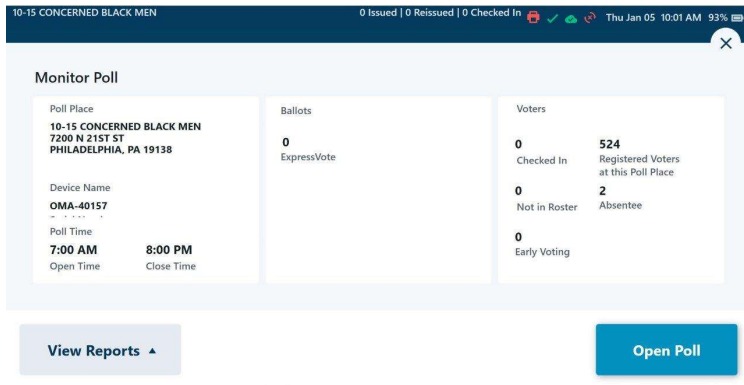 10-15 CONCERNED BLACK MEN
0 Issued | 0 Reissued | 0 Checked In
Thu Jan 05 10:01 AM 93%
Monitor Poll
Poll Place
10-15 CONCERNED BLACK MEN
7200 N 21ST ST
PHILADELPHIA, PA 19138
Device Name
OMA-40157
Poll Time
7:00 AM 8:00 PM
Open Time Close Time
Ballots
0
ExpressVote
Voters
0 524
Checked In Registered Voters
at this Poll Place
0 2
Not in Roster Absentee
0
Early Voting
View Reports
Open Poll